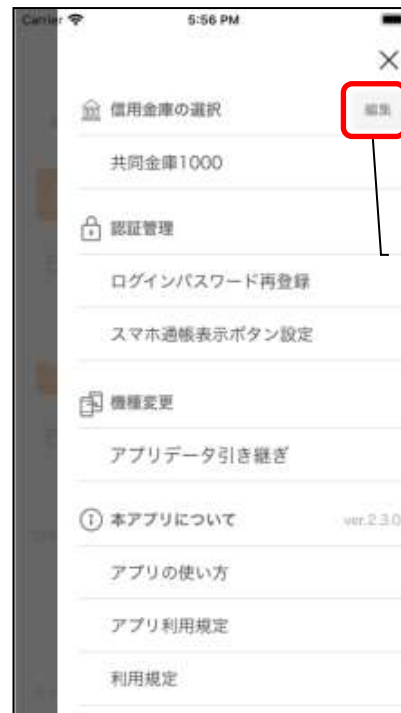 Carrier 5:56 PM
信用金庫の選択 編集
共同金庫1000
認証管理
ログインパスワード再登録
スマホ通帳表示ボタン設定
機種変更
アプリデータ引き継ぎ
本アプリについて ver.2.3.0
アプリの使い方
アプリ利用規定
利用規定